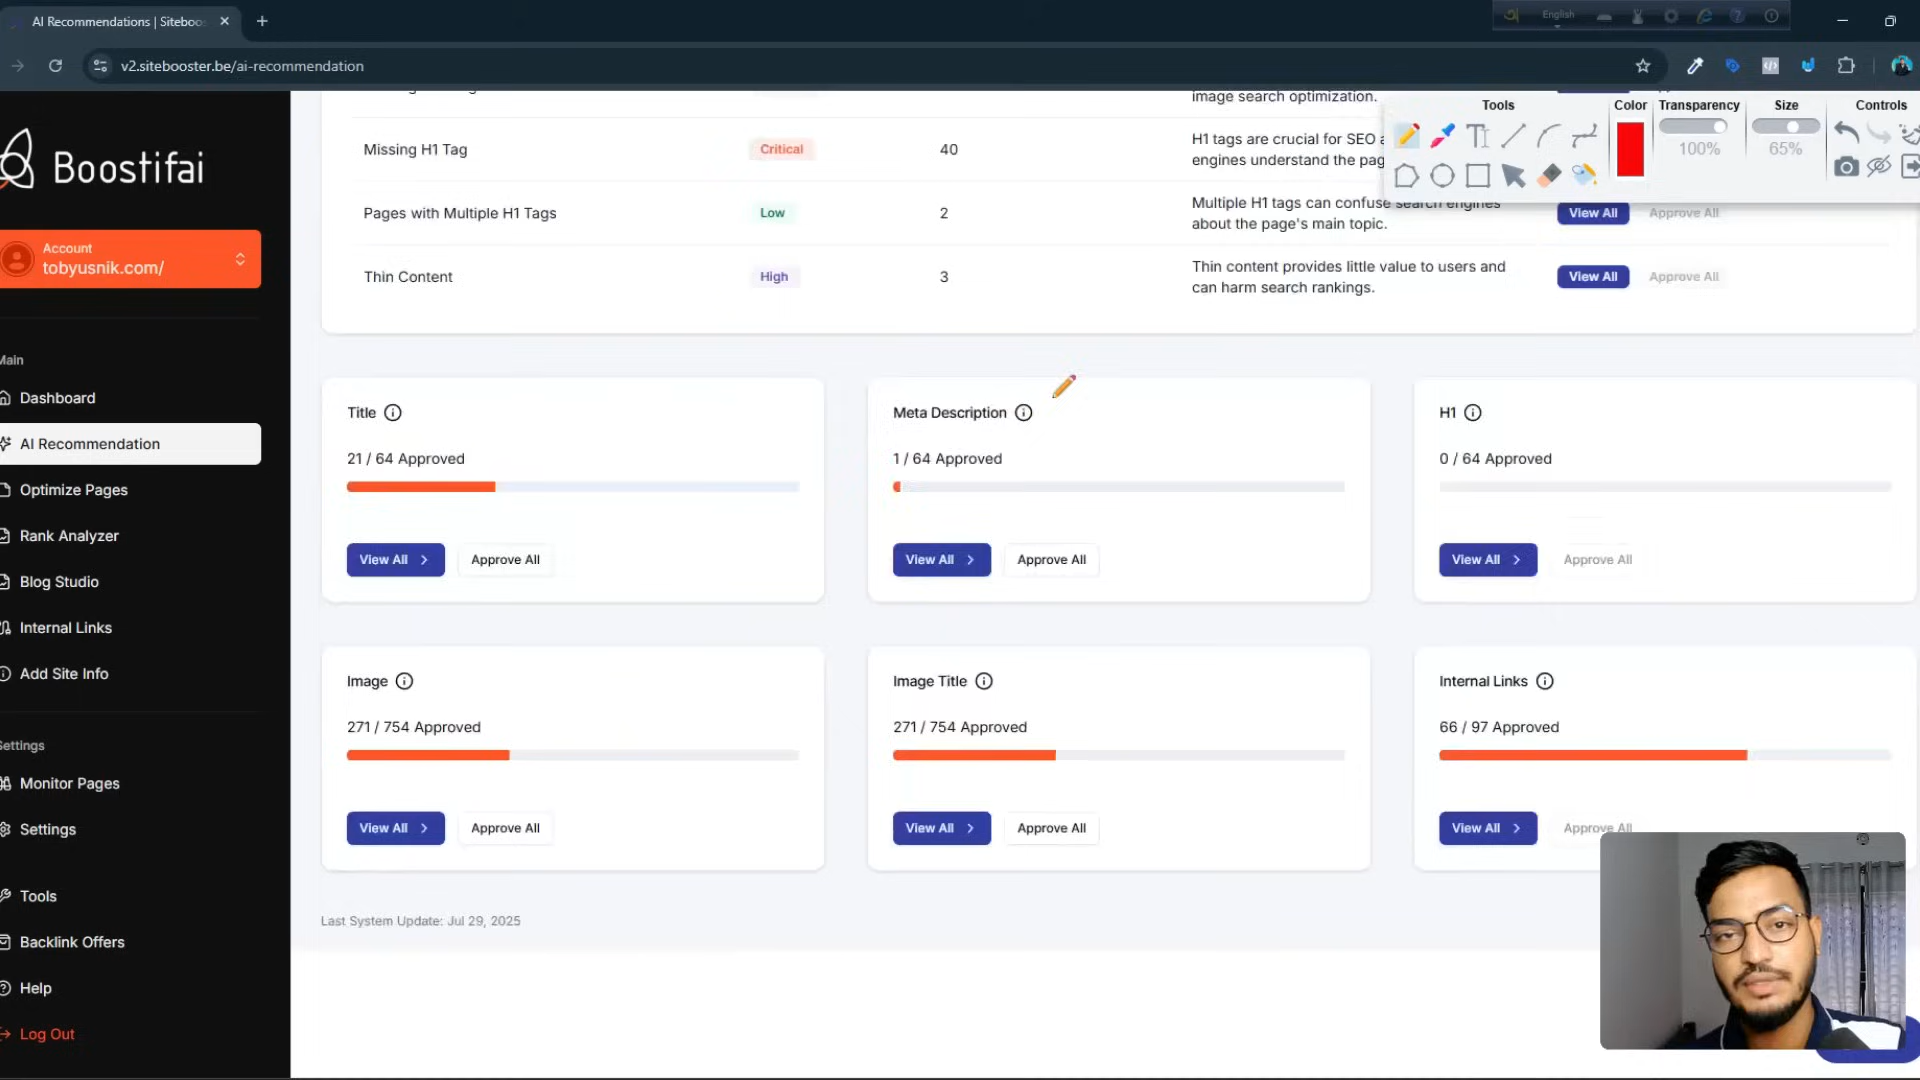 AI Recommendations | Siteboo
English
v2.sitebooster.be/ai-recommendation
Tools
Color
Transparency
Size
Controls
100%
65%
Boostifai
Account
tobyusnik.com/
Main
Dashboard
AI Recommendation
Optimize Pages
Rank Analyzer
Blog Studio
Internal Links
Add Site Info
Settings
Monitor Pages
Settings
Tools
Backlink Offers
Help
Log Out
image search optimization.
Missing H1 Tag
Critical
40
H1 tags are crucial for SEO a
engines understand the pag
Pages with Multiple H1 Tags
Low
2
Multiple H1 tags can confuse search engines
about the page's main topic.
View All
Approve All
Thin Content
High
3
Thin content provides little value to users and
can harm search rankings.
View All
Approve All
Title
21 / 64 Approved
View All
Approve All
Meta Description
1 / 64 Approved
View All
Approve All
H1
0 / 64 Approved
View All
Approve All
Image
271 / 754 Approved
View All
Approve All
Image Title
271 / 754 Approved
View All
Approve All
Internal Links
66 / 97 Approved
View All
Approve All
Last System Update: Jul 29, 2025